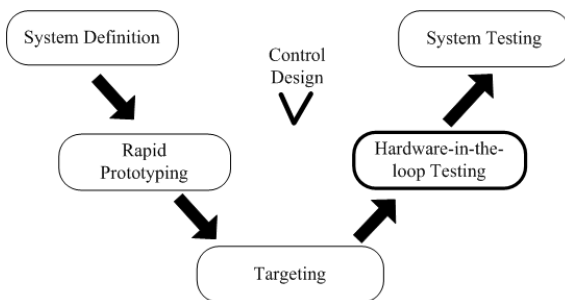 System Definition
System Testing
Control
Design
Rapid
Prototyping
Hardware-in-the-
loop Testing
Targeting